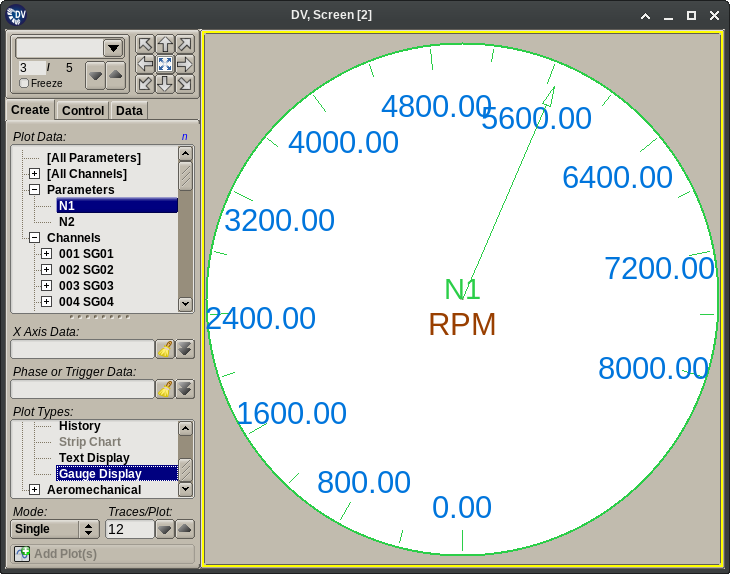 DV, Screen [2]
3 / 5
Freeze
Create Control Data
Plot Data: n
[All Parameters]
[All Channels]
Parameters
N1
N2
Channels
001 SG01
002 SG02
003 SG03
004 SG04
X Axis Data:
Phase or Trigger Data:
Plot Types:
History
Strip Chart
Text Display
Gauge Display
Aeromechanical
Mode: Traces/Plot:
Single 12
Add Plot(s)
4800.00
5600.00
4000.00
6400.00
3200.00
7200.00
N1
2400.00
RPM
8000.00
1600.00
800.00
0.00